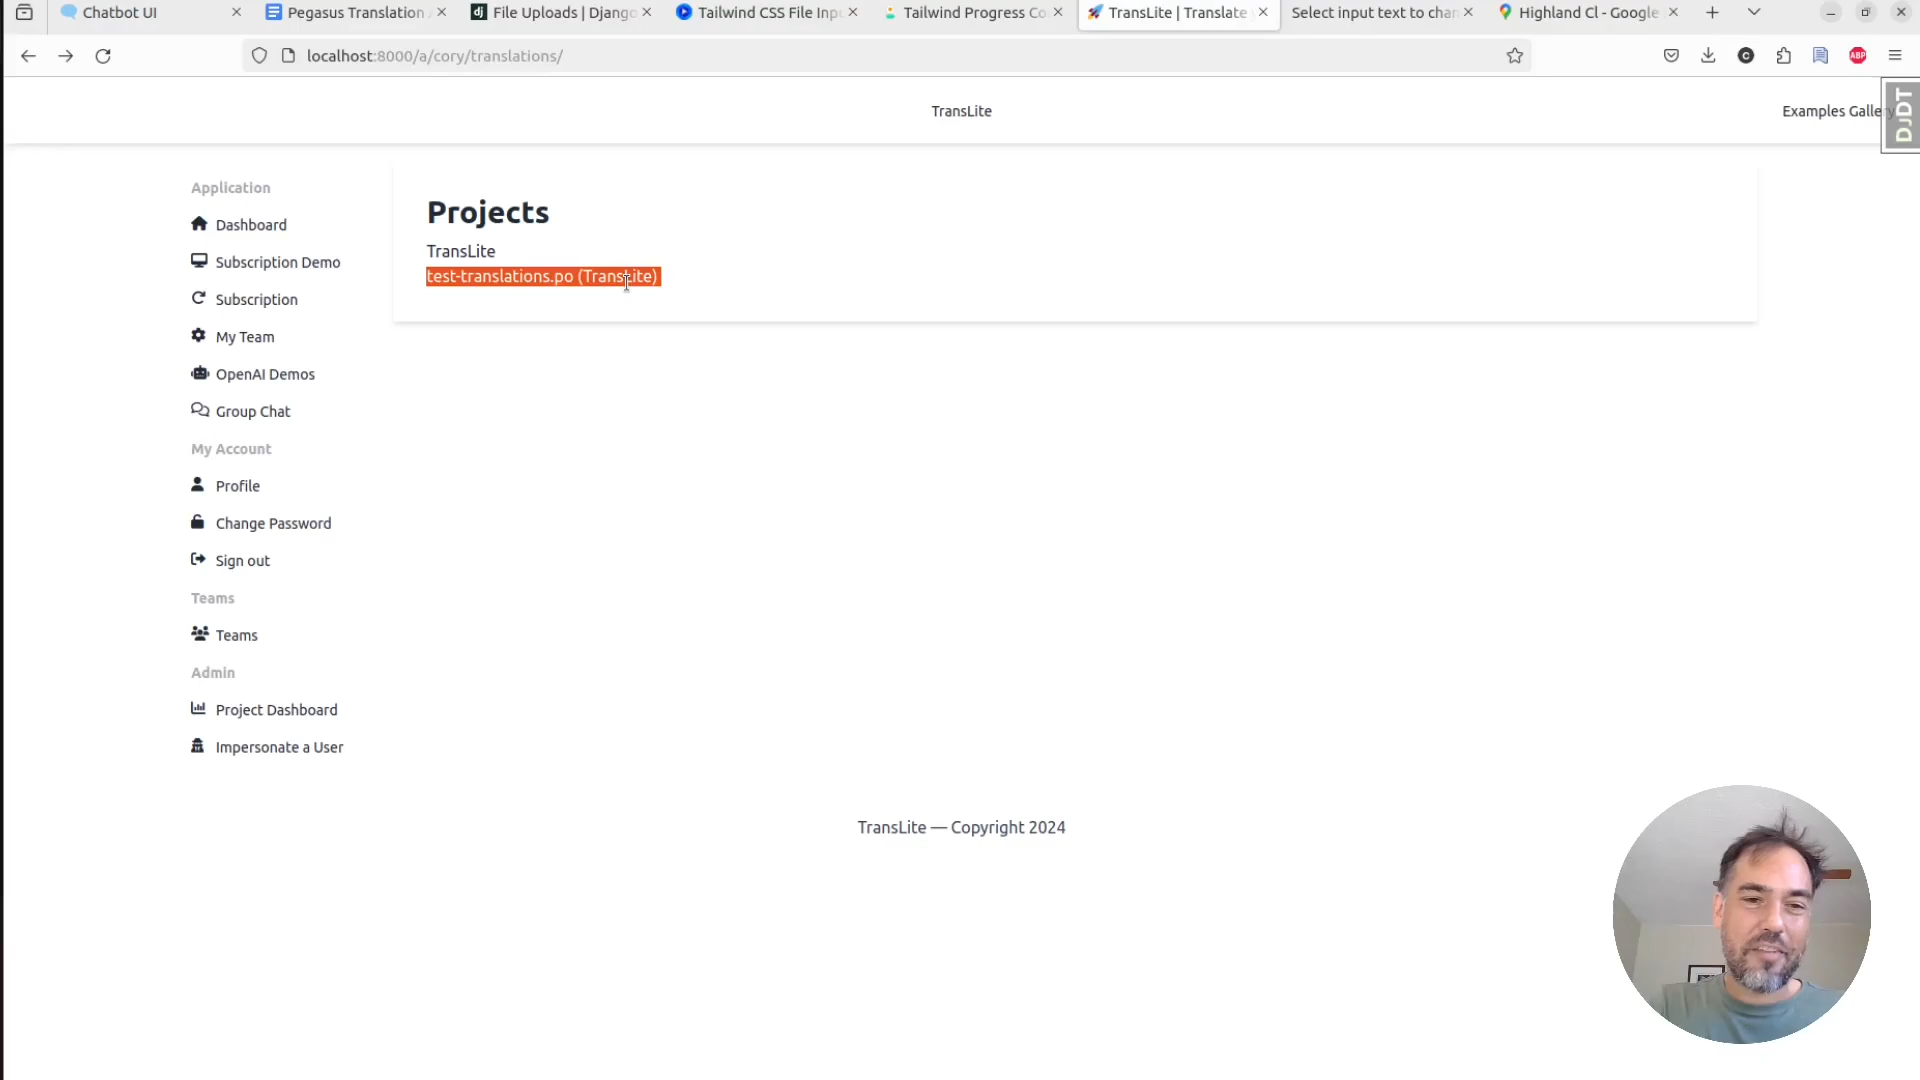 Chatbot UI
Pegasus Translation
File Uploads | Django
Tailwind CSS File Inpu
Tailwind Progress Co
TransLite | Translate
Select input text to chan
Highland Cl - Google
localhost:8000/a/cory/translations/
ABP
TransLite
Examples Galle
DJDT
Application
Dashboard
Subscription Demo
Subscription
My Team
OpenAI Demos
Group Chat
My Account
Profile
Change Password
Sign out
Teams
Teams
Admin
Project Dashboard
Impersonate a User
Projects
TransLite
test-translations.po (TransLite)
TransLite — Copyright 2024